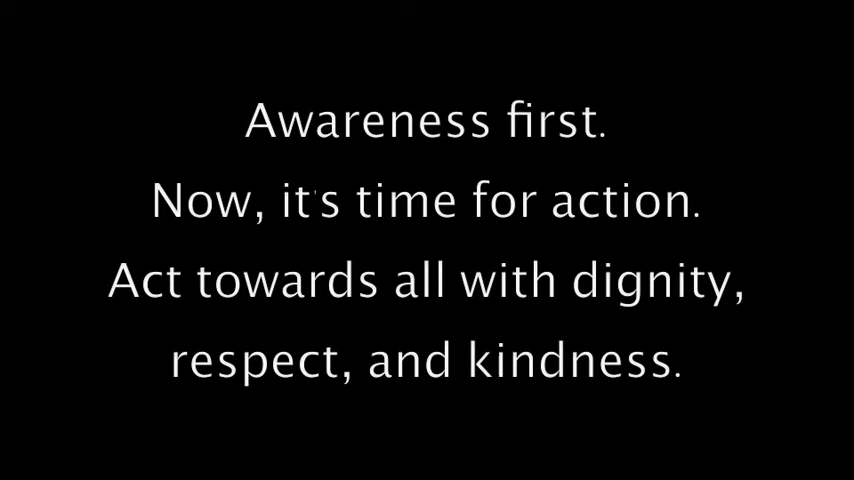 Awareness first.
Now, it's time for action.
Act towards all with dignity,
respect, and kindness.